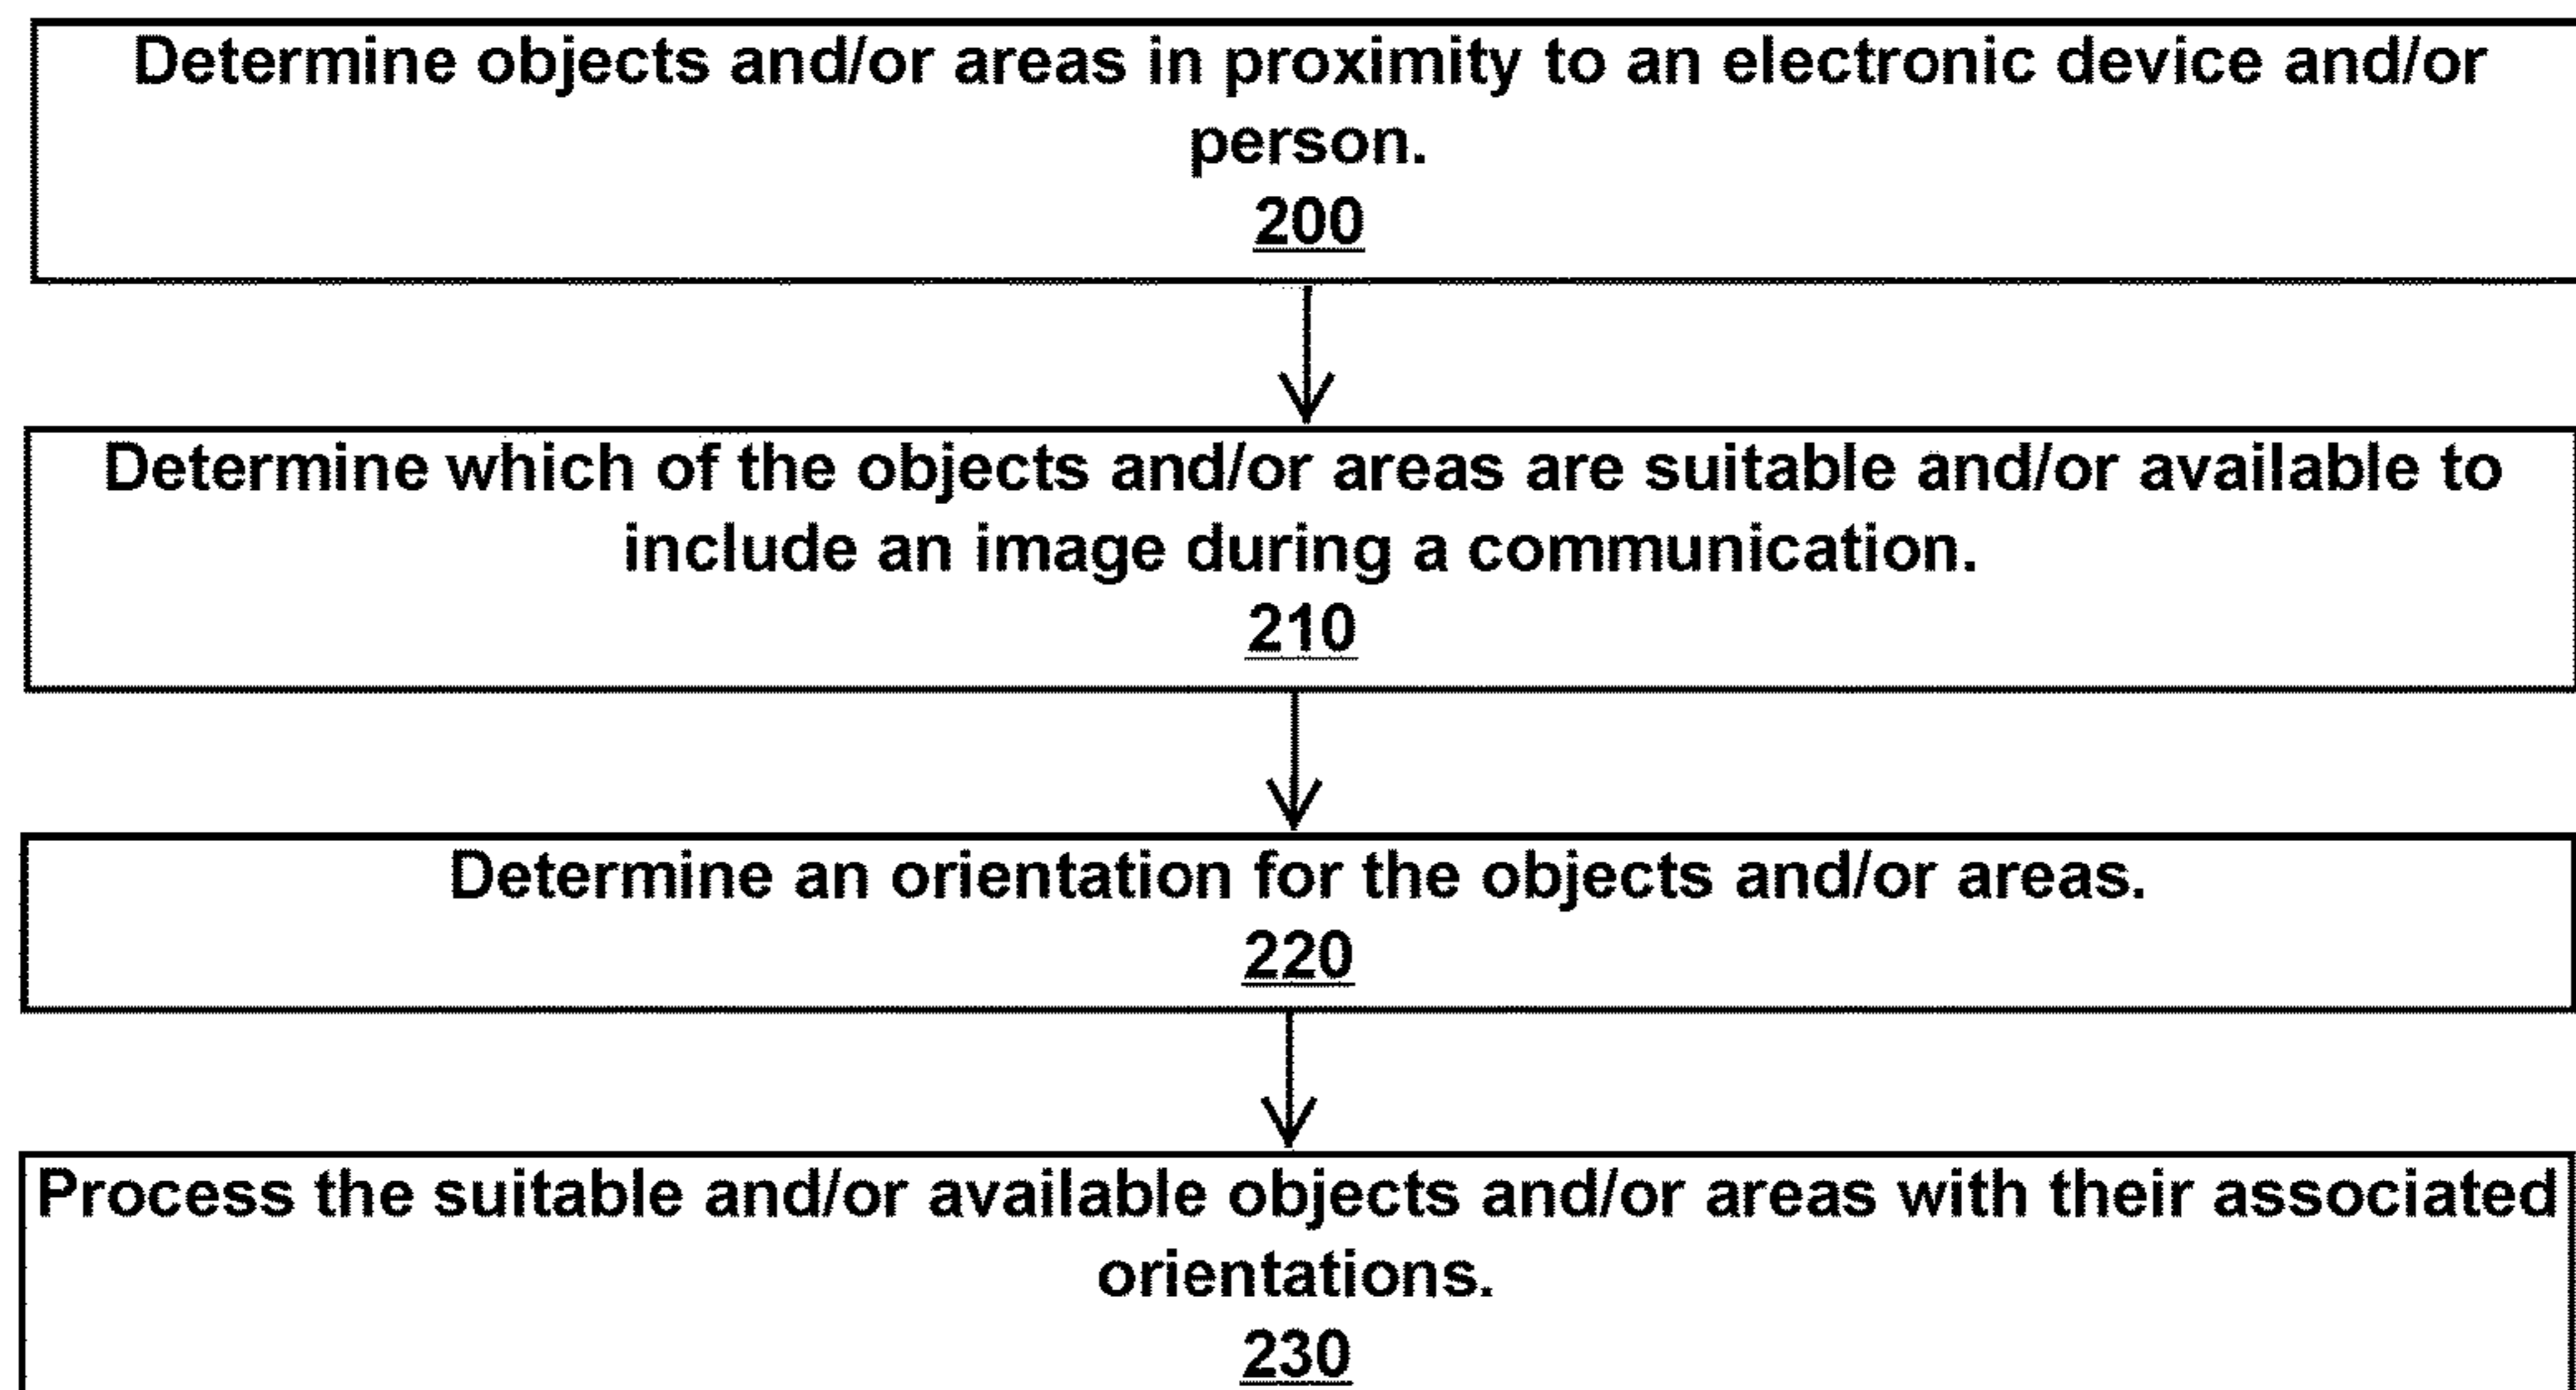 Determine objects and/or areas in proximity to an electronic device and/or
person.
200
Determine which of the objects and/or areas are suitable and/or available to
include an image during a communication.
210
Determine an orientation for the objects and/or areas.
220
Process the suitable and/or available objects and/or areas with their associated
orientations.
230